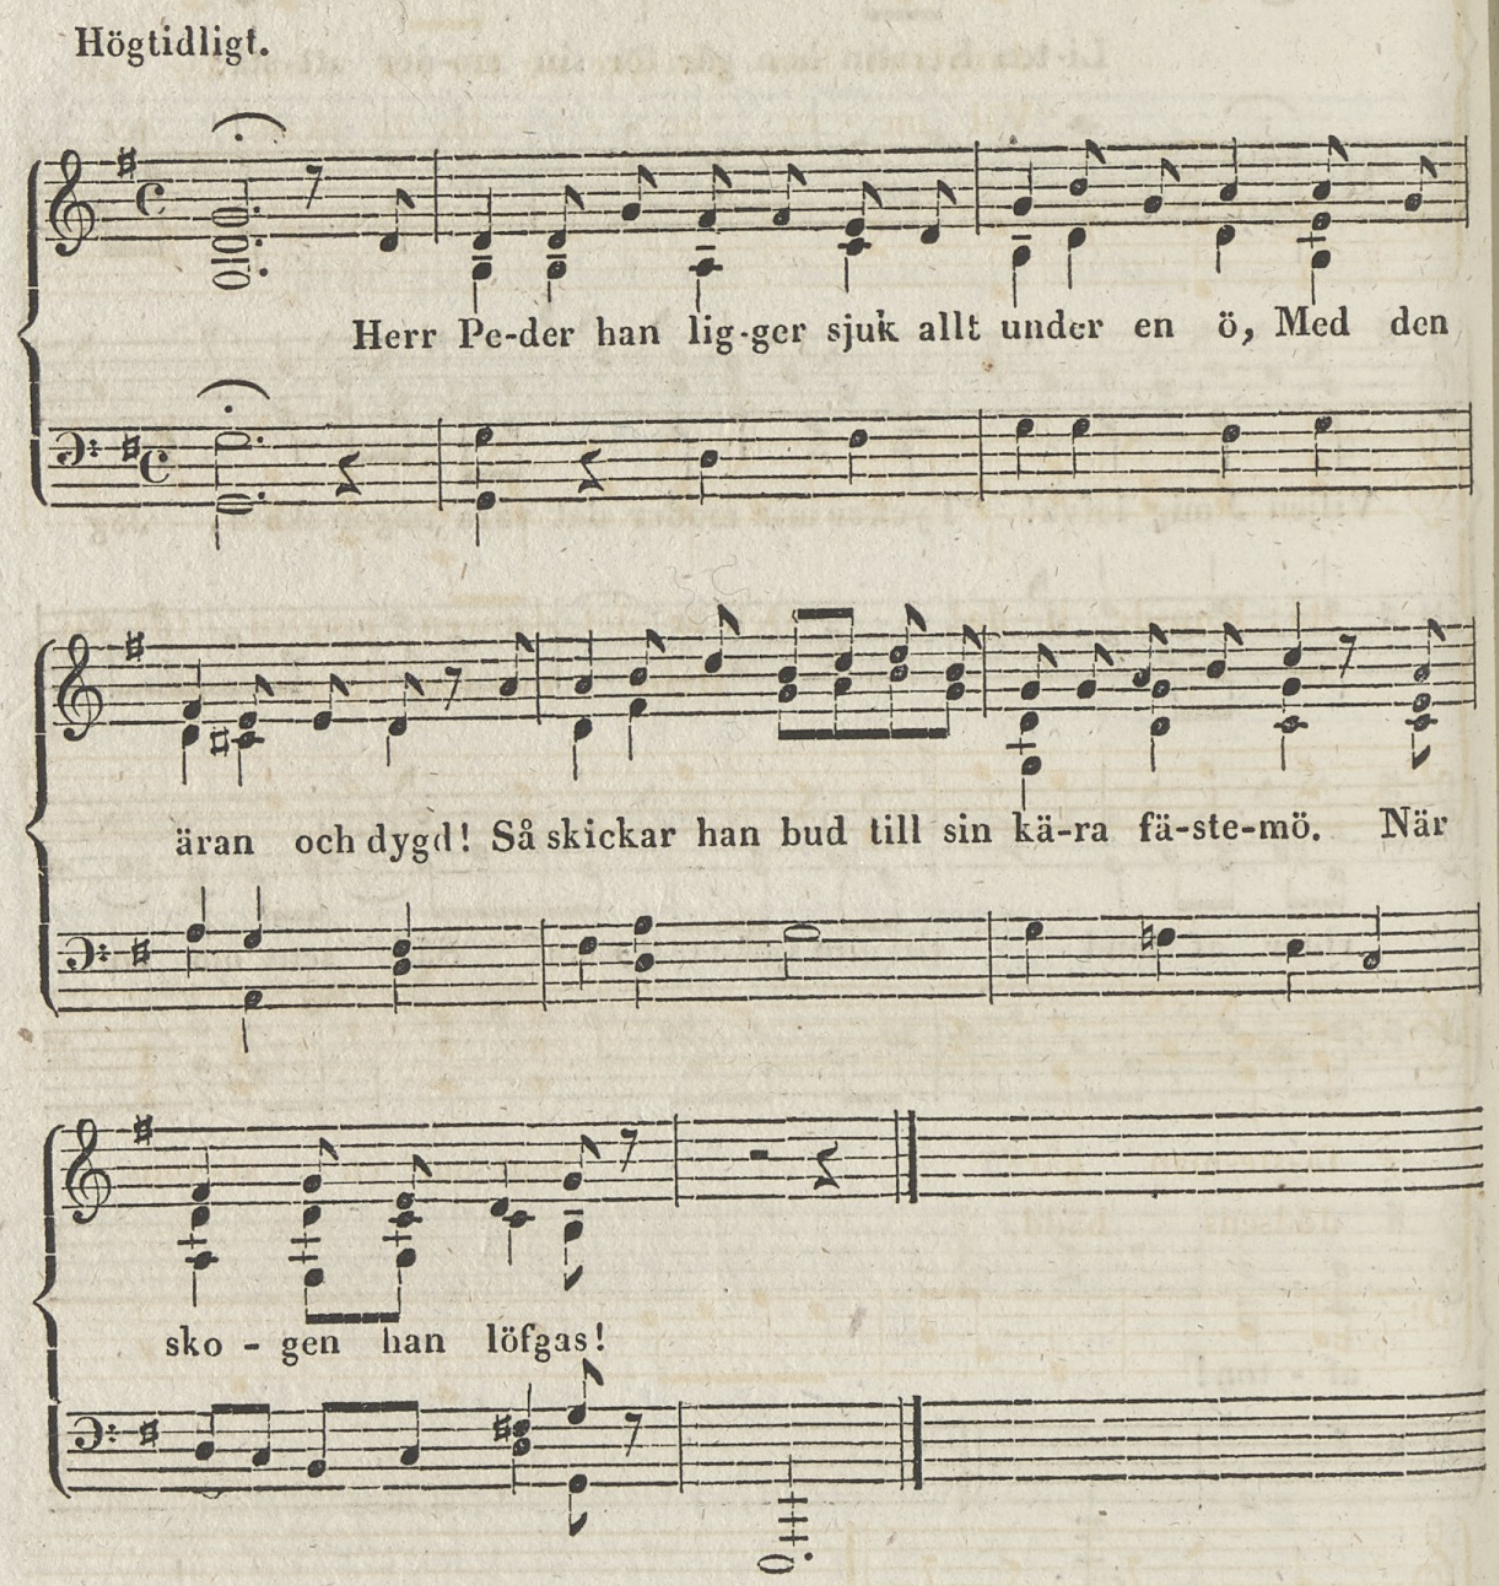 Högtidligt.
Herr Pe-der han lig-ger sjuk allt under en ö, Med den
äran och dygd! Så skickar han bud till sin kä-ra fä-ste-mö. När
sko - gen han löfgas!